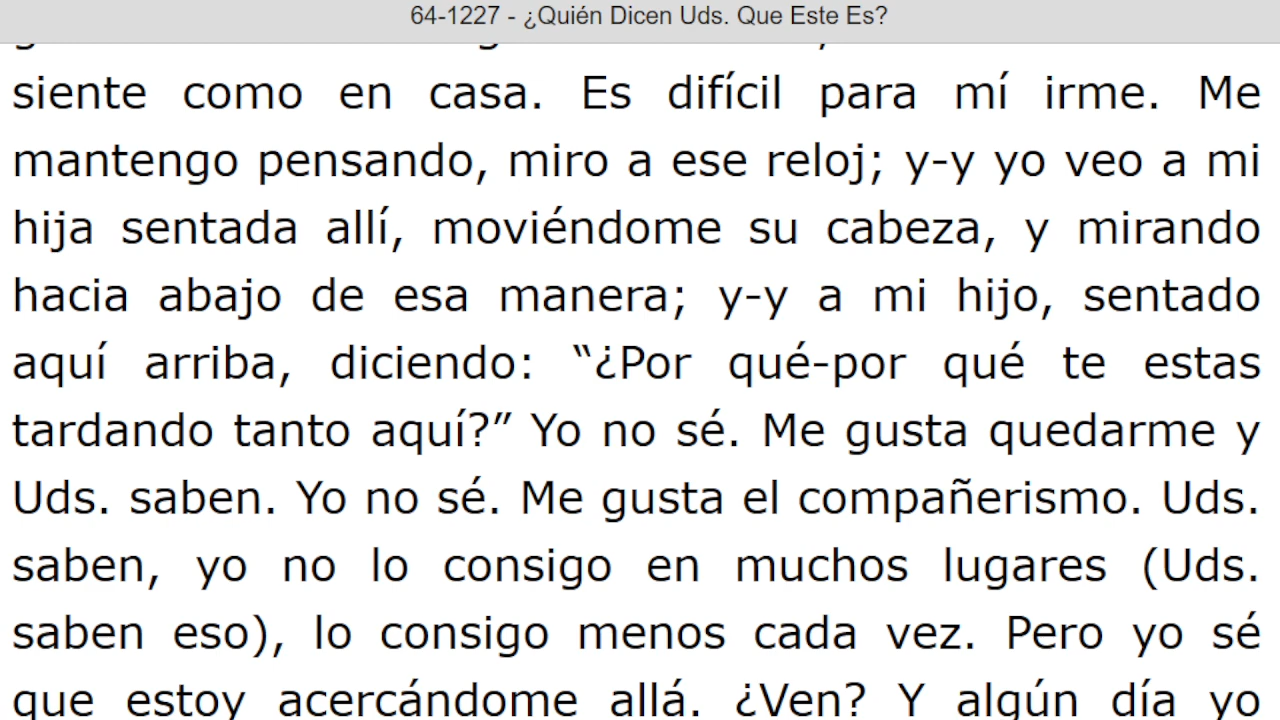 64-1227 - ¿Quién Dicen Uds. Que Este Es?
siente como en casa. Es difícil para mí irme. Me
mantengo pensando, miro a ese reloj; y-y yo veo a mi
hija sentada allí, moviéndome su cabeza, y mirando
hacia abajo de esa manera; y-y a mi hijo, sentado
aquí arriba, diciendo: “¿Por qué-por qué te estas
tardando tanto aquí?” Yo no sé. Me gusta quedarme y
Uds. saben. Yo no sé. Me gusta el compañerismo. Uds.
saben, yo no lo consigo en muchos lugares (Uds.
saben eso), lo consigo menos cada vez. Pero yo sé
que estoy acercándome allá. ¿Ven? Y algún día yo